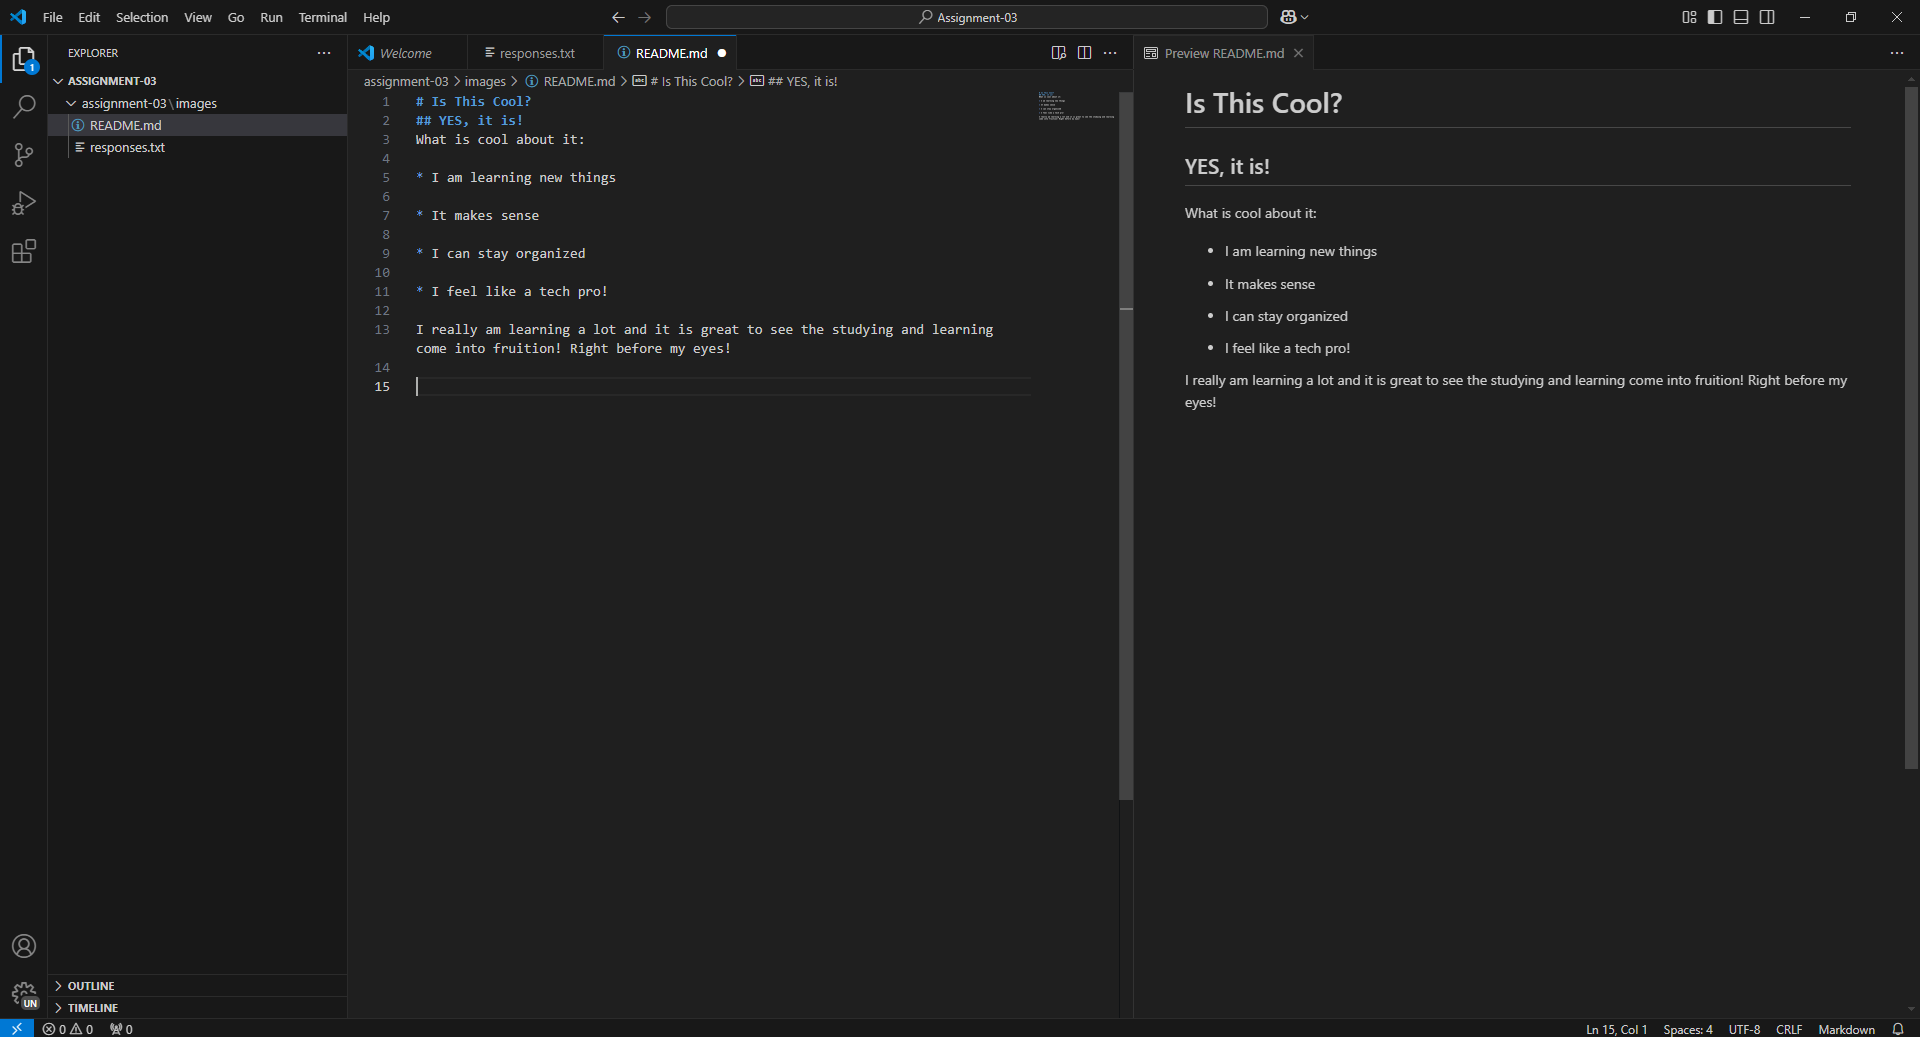 File Edit Selection View Go Run Terminal Help
Assignment-03
EXPLORER
ASSIGNMENT-03
assignment-03\images
README.md
responses.txt
OUTLINE
TIMELINE
1
UN
Welcome
responses.txt
README.md
assignment-03 > images > README.md > # Is This Cool? > ## YES, it is!
1 # Is This Cool?
2 ## YES, it is!
3 What is cool about it:
4
5 * I am learning new things
6
7 * It makes sense
8
9 * I can stay organized
10
11 * I feel like a tech pro!
12
13 I really am learning a lot and it is great to see the studying and learning
come into fruition! Right before my eyes!
14
15
Preview README.md
Is This Cool?
YES, it is!
What is cool about it:
• I am learning new things
• It makes sense
• I can stay organized
• I feel like a tech pro!
I really am learning a lot and it is great to see the studying and learning come into fruition! Right before my
eyes!
0 0 0
Ln 15, Col 1 Spaces: 4 UTF-8 CRLF Markdown